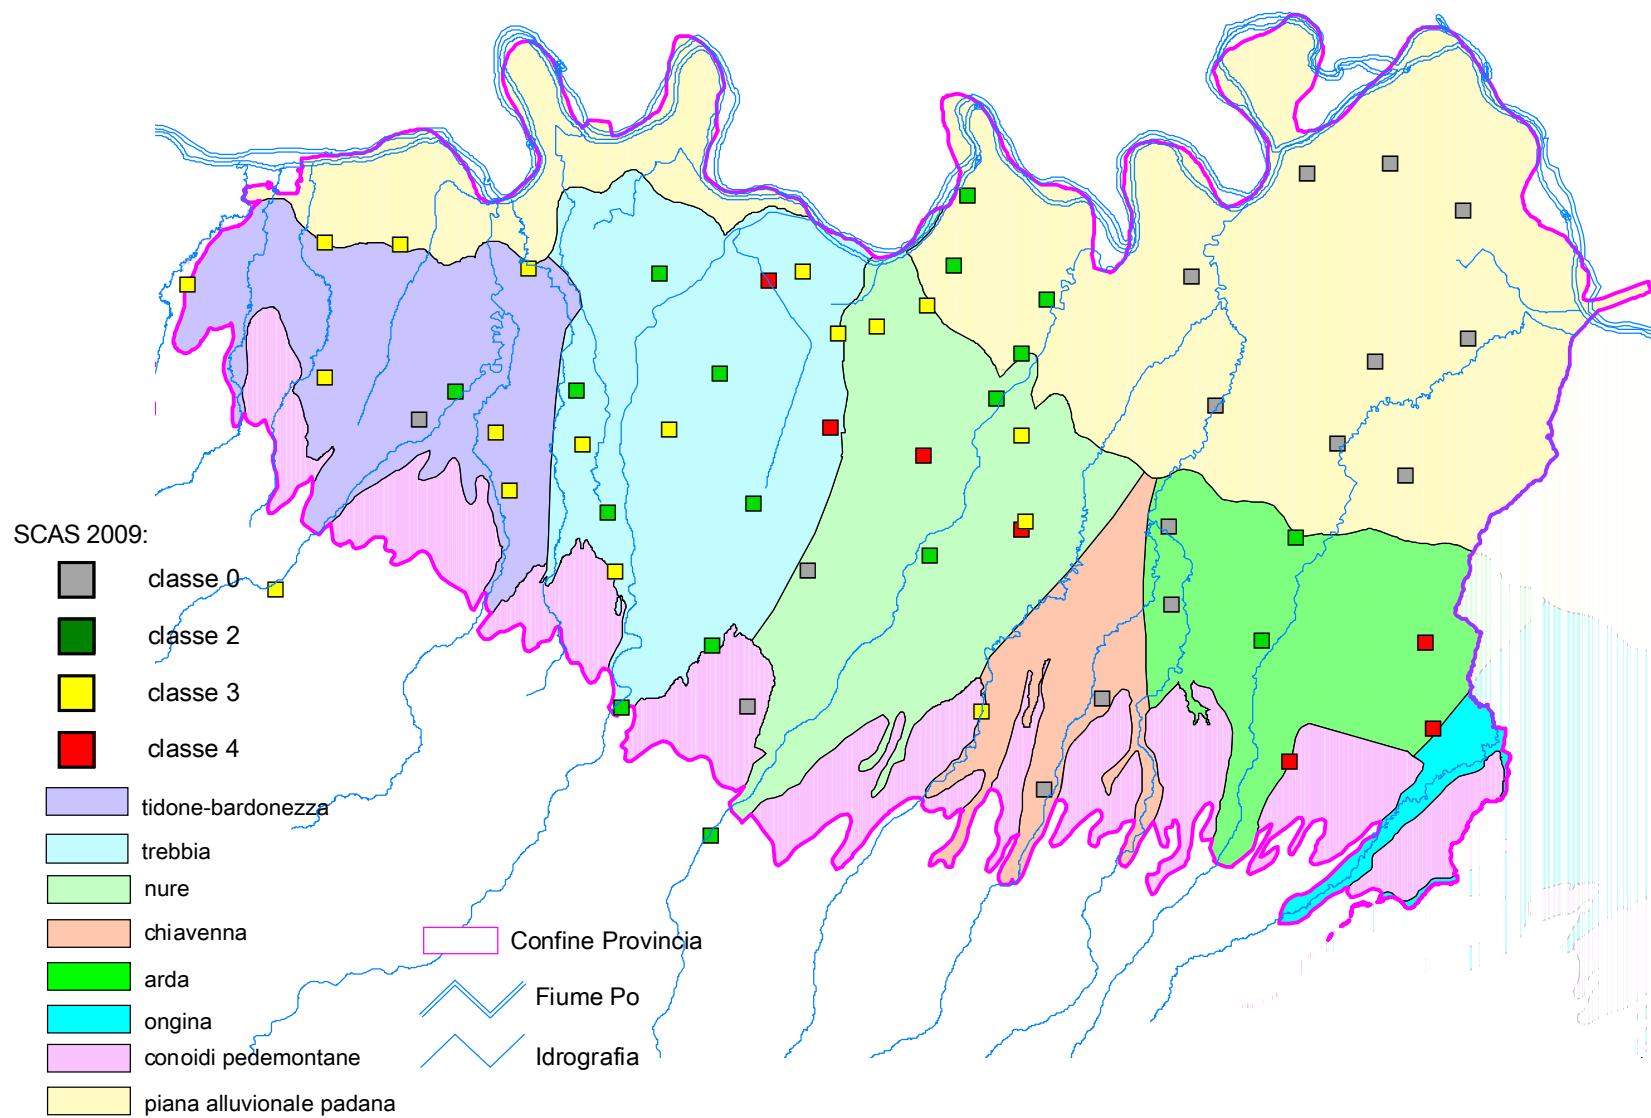 SCAS 2009:
classe 0
classe 2
classe 3
classe 4
tidone-bardonezza
trebbia
nure
chiavenna
arda
ongina
conoidi pedemontane
piana alluvionale padana
Confine Provincia
Fiume Po
Idrografia